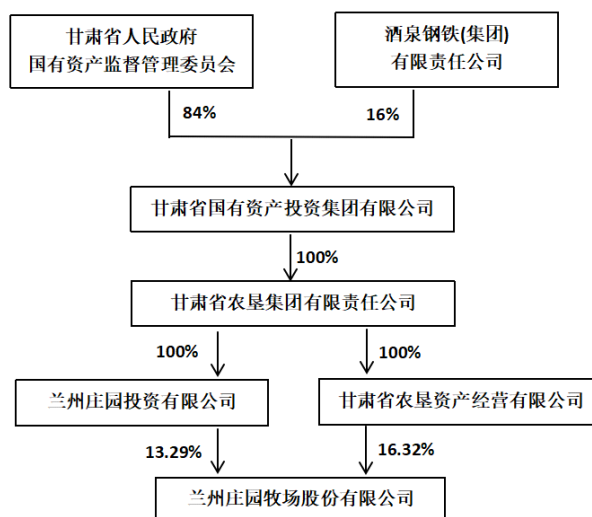 甘肃省人民政府
国有资产监督管理委员会
酒泉钢铁(集团)
有限责任公司
84%
16%
甘肃省国有资产投资集团有限公司
100%
甘肃省农垦集团有限责任公司
100%
100%
兰州庄园投资有限公司
甘肃省农垦资产经营有限公司
13.29%
16.32%
兰州庄园牧场股份有限公司